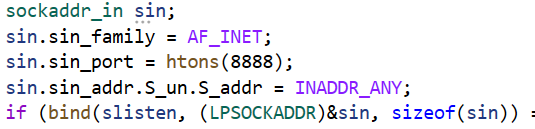 sockaddr_in sin;
sin.sin_family = AF_INET;
sin.sin_port = htons(8888);
sin.sin_addr.S_un.S_addr = INADDR_ANY;
if (bind(slisten, (LPSOCKADDR)&sin, sizeof(sin)) =